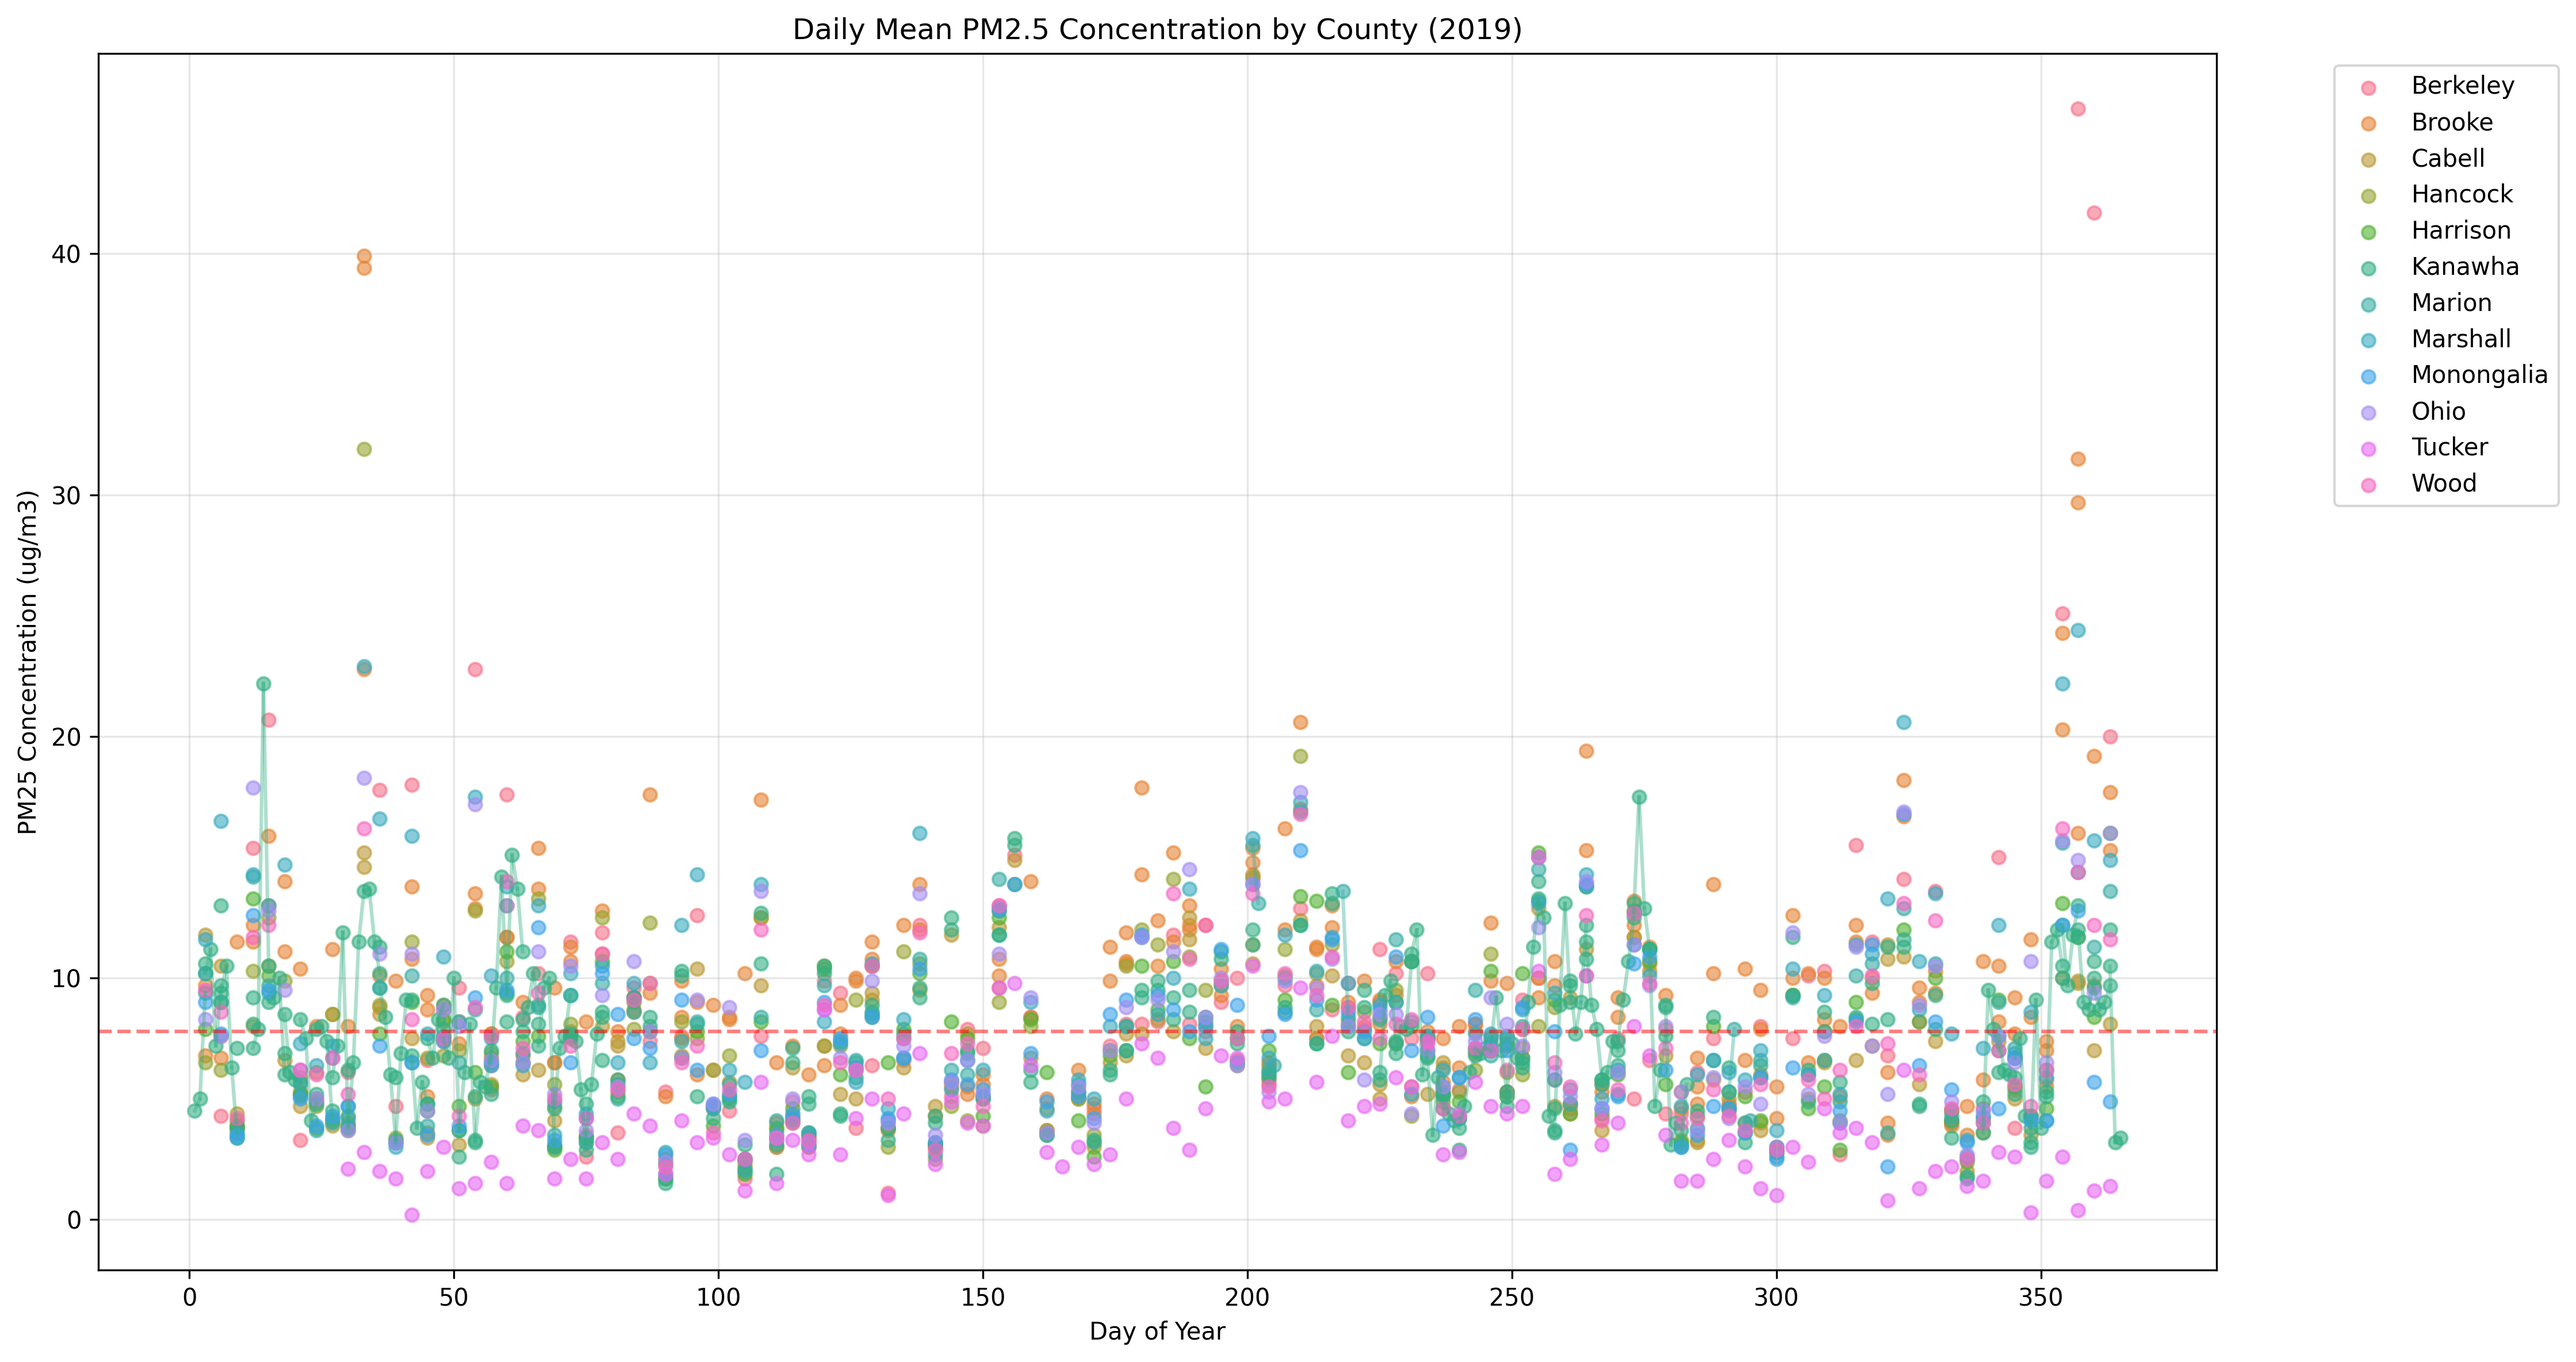 Daily Mean PM2.5 Concentration by County (2019)
PM25 Concentration (ug/m3)
40
30
20
10
0
0 50 100 150 200 250 300 350
Day of Year
Berkeley
Brooke
Cabell
Hancock
Harrison
Kanawha
Marion
Marshall
Monongalia
Ohio
Tucker
Wood